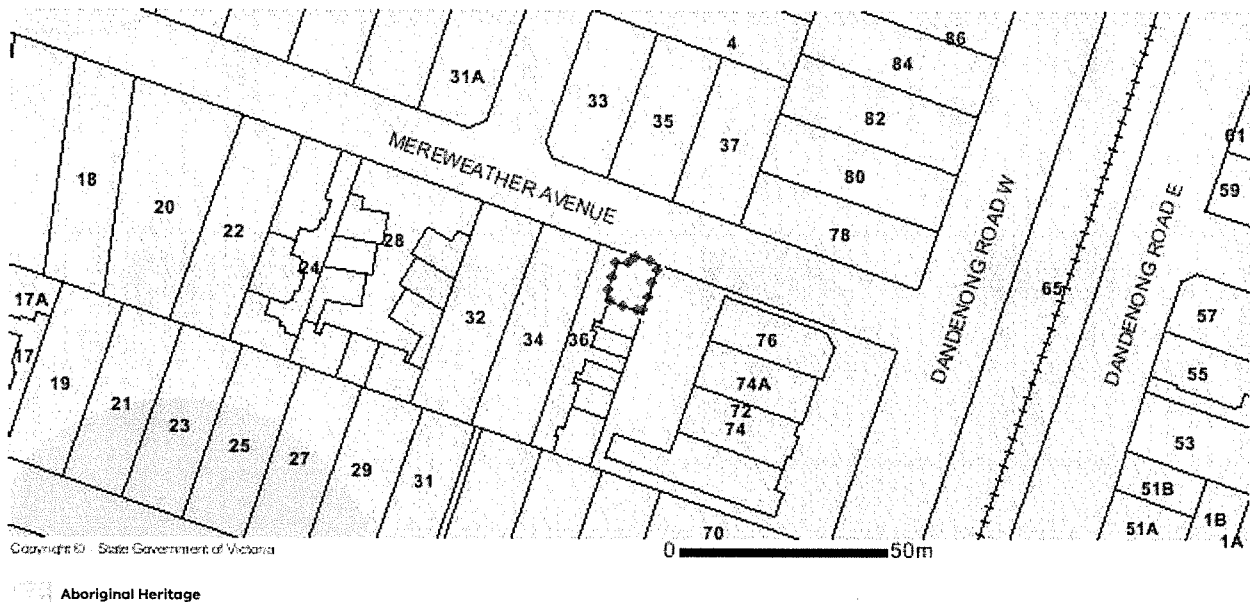 4
86
84
31A
33
35
37
82
61
MEREWEATHER AVENUE
80
59
18
20
22
28
78
DANDENONG ROAD W
DANDENONG ROAD E
24
65
17A
32
34
36
76
57
17
19
21
23
25
27
29
31
74A
72
74
55
53
51B
51A
1B
1A
70
Copyright © - State Government of Victoria
0 50m
Aboriginal Heritage